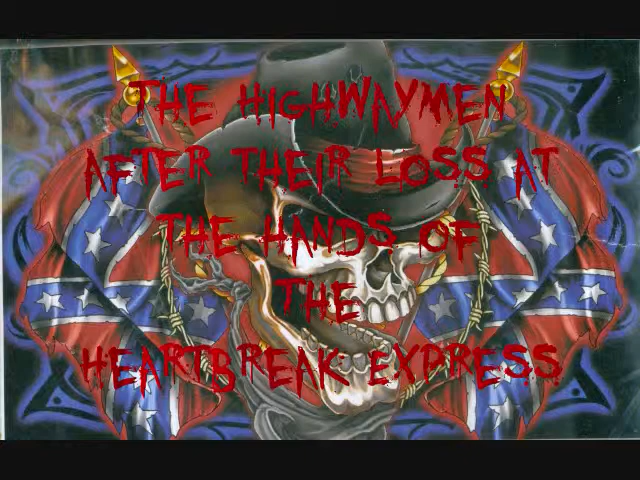 THE HIGHWAYMEN
AFTER THEIR LOSS AT
THE HANDS OF
THE
HEARTBREAK EXPRESS